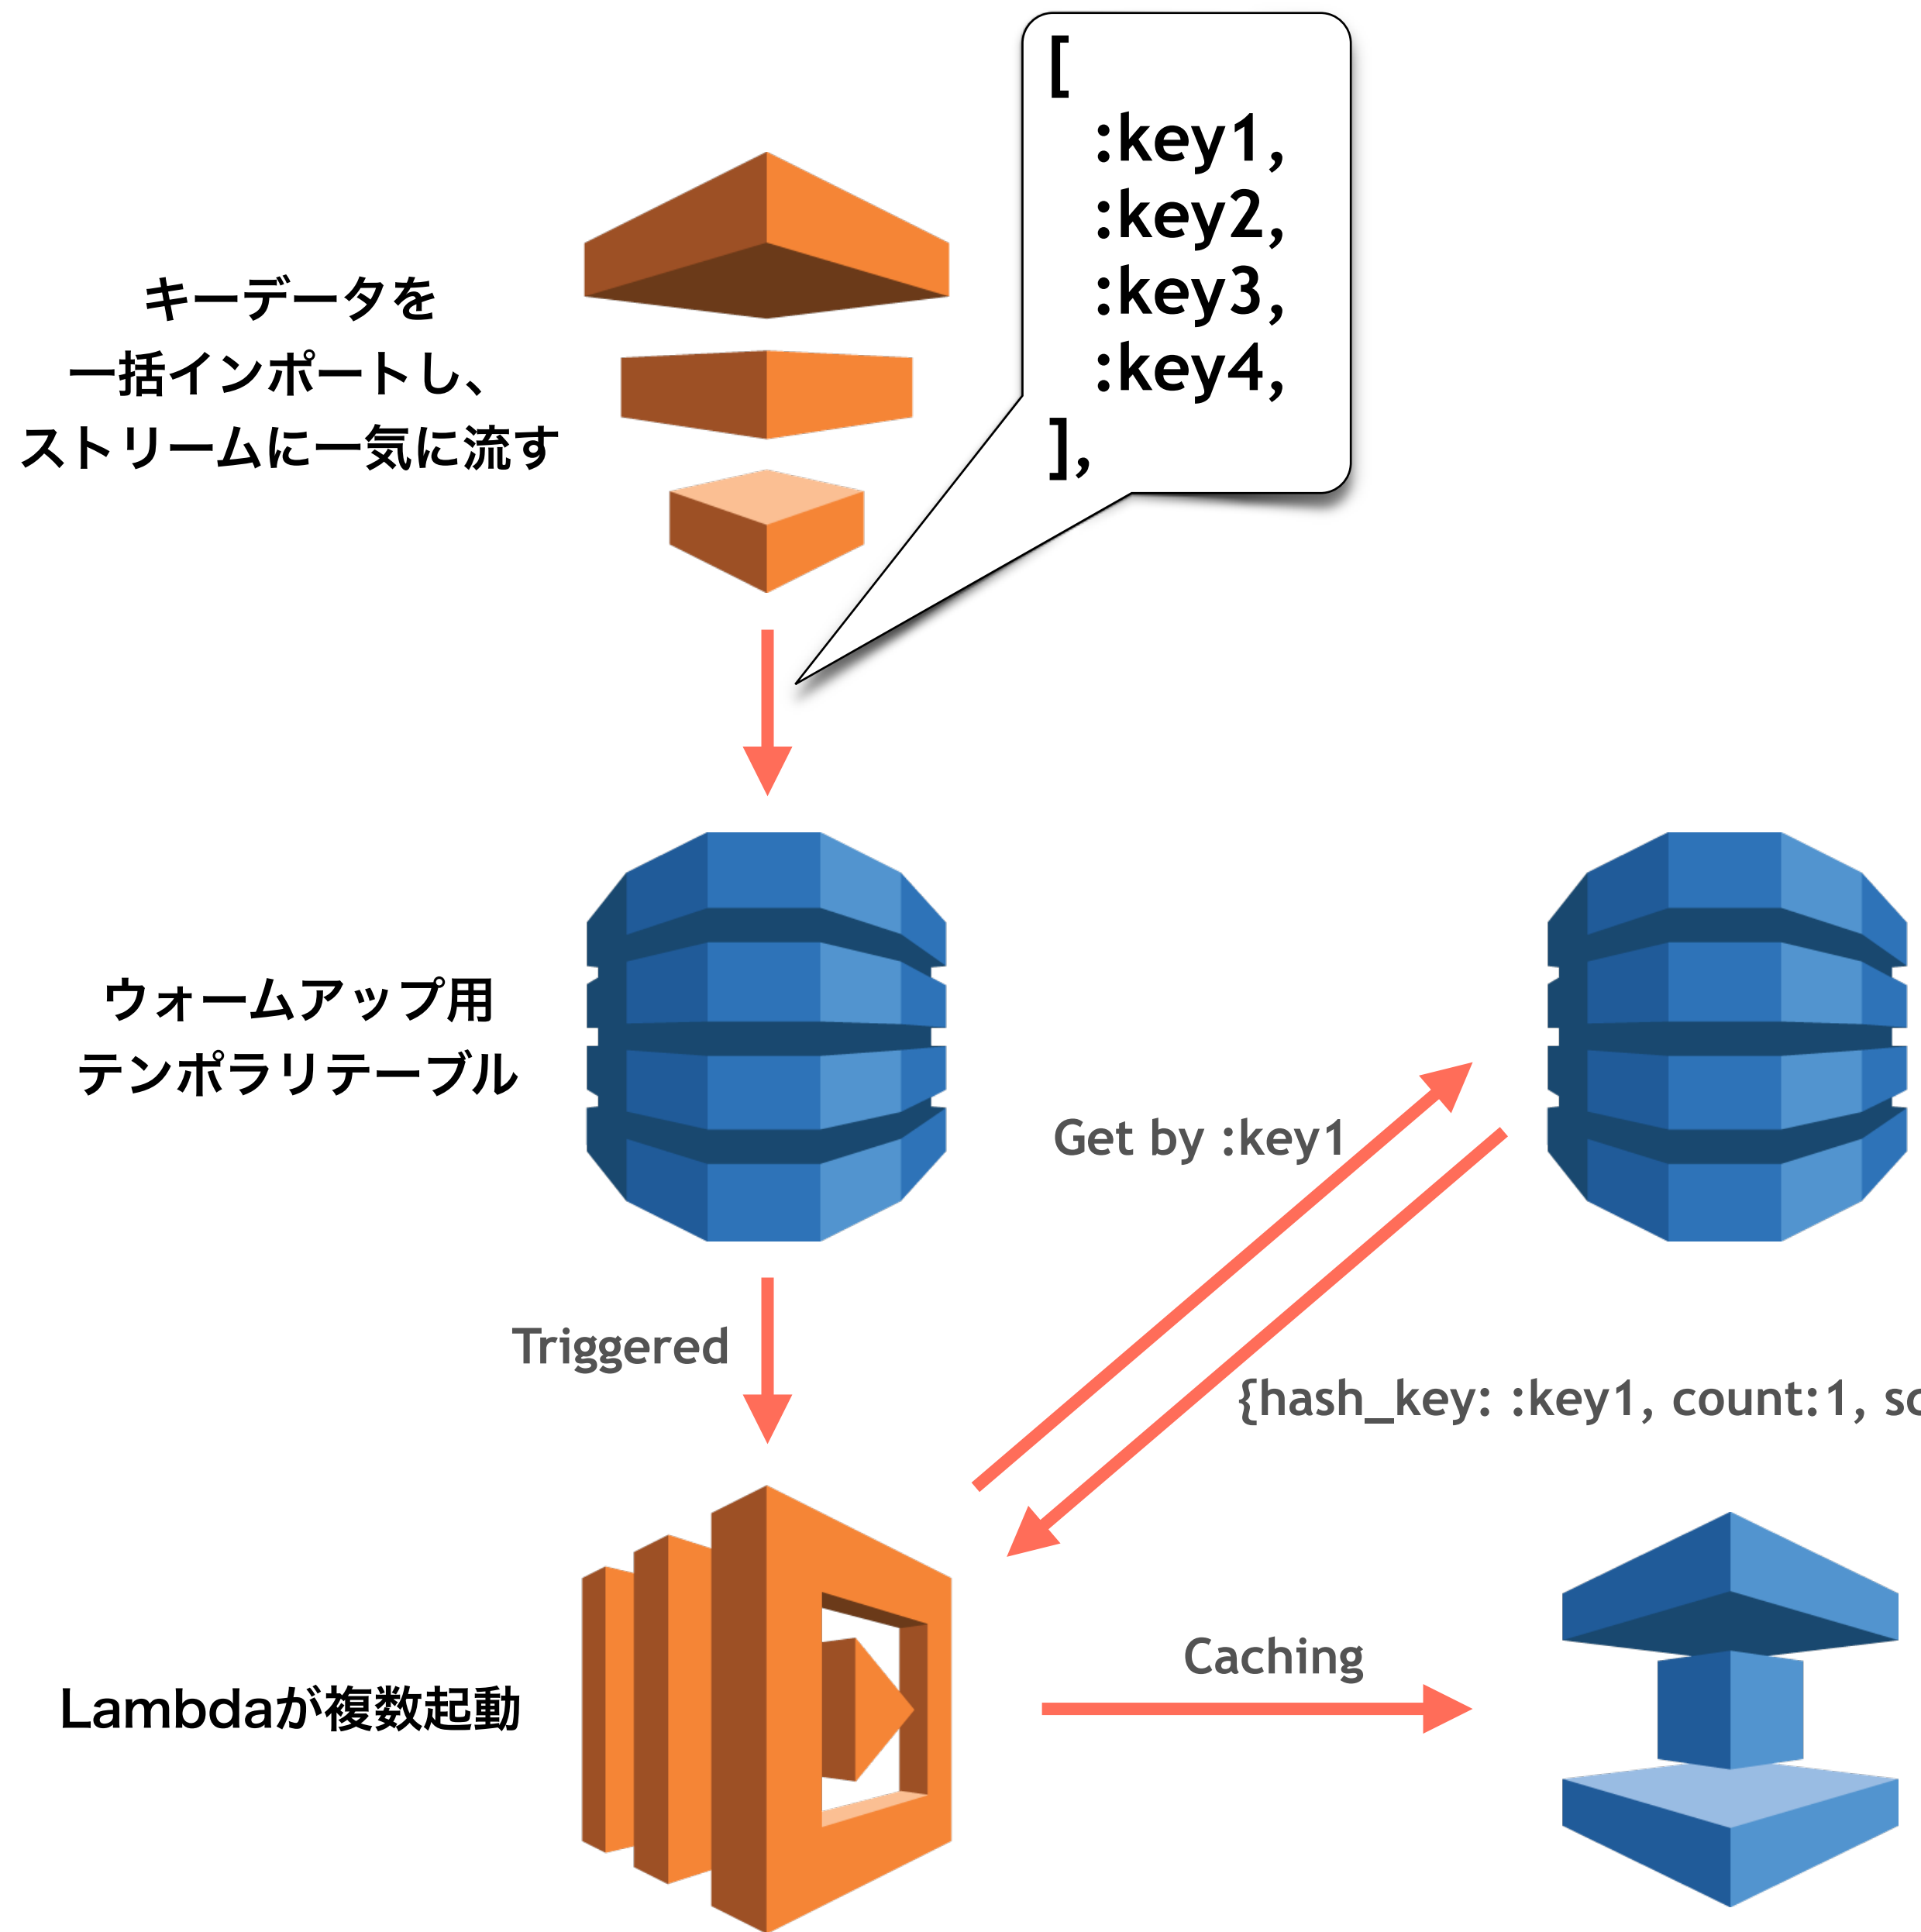 [
:key1,
:key2,
:key3,
:key4,
],
キーデータを
一括インポートし、
ストリームに一気に流す
ウォームアップ用
テンポラリテーブル
Get by :key1
Triggered
{hash_key: :key1, count:1,
Caching
Lambdaが複数起動